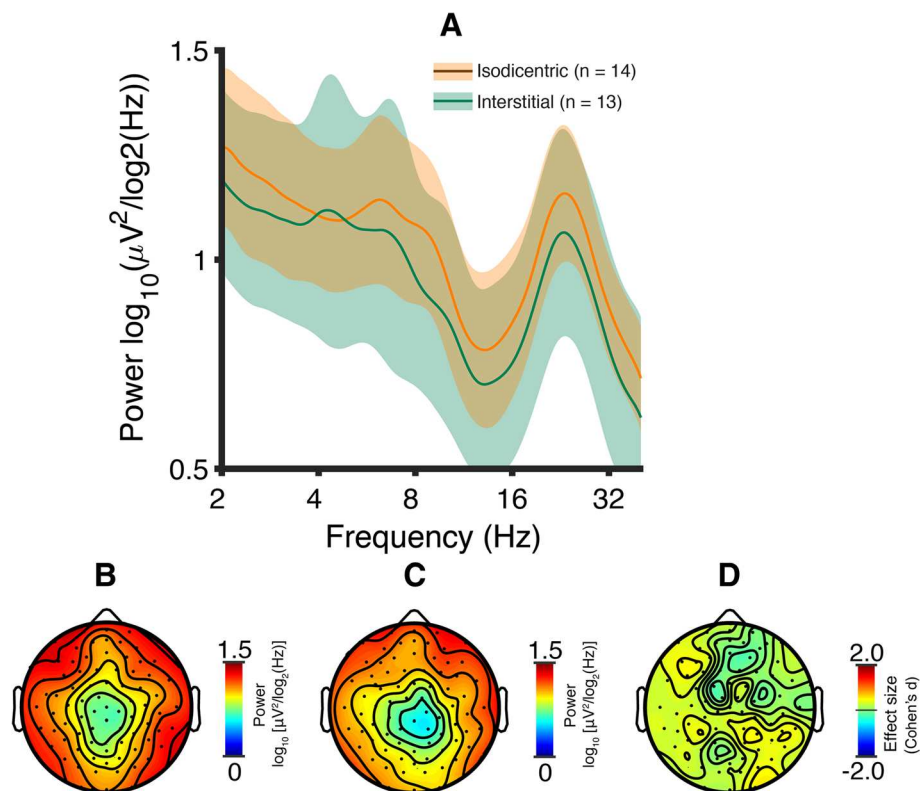 A
1.5
Isodicentric (n = 14)
Interstitial (n = 13)
Power log10(μV²/log2(Hz))
1
0.5
2 4 8 16 32
Frequency (Hz)
B C D
1.5
Power
log10 [μV²/log2(Hz)]
0
1.5
Power
log10 [μV²/log2(Hz)]
0
2.0
Effect size
(Cohen's d)
-2.0